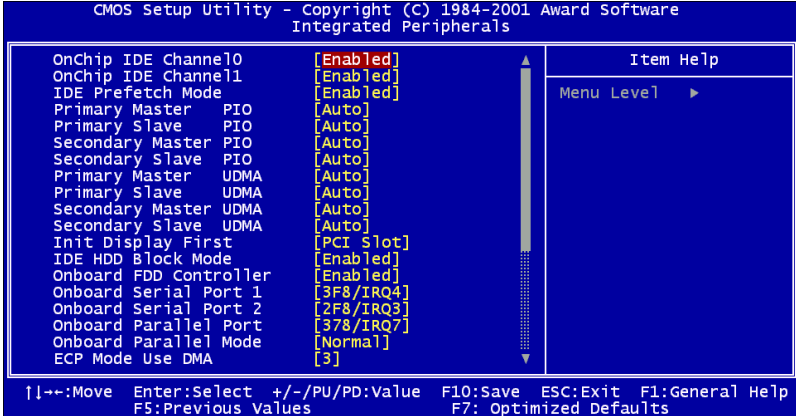 CMOS Setup Utility – Copyright (C) 1984-2001 Award Software
Integrated Peripherals
OnChip IDE Channel0 [Enabled]
OnChip IDE Channel1 [Enabled]
IDE Prefetch Mode [Enabled]
Primary Master PIO [Auto]
Primary Slave PIO [Auto]
Secondary Master PIO [Auto]
Secondary Slave PIO [Auto]
Primary Master UDMA [Auto]
Primary Slave UDMA [Auto]
Secondary Master UDMA [Auto]
Secondary Slave UDMA [Auto]
Init Display First [PCI Slot]
IDE HDD Block Mode [Enabled]
Onboard FDD Controller [Enabled]
Onboard Serial Port 1 [3F8/IRQ4]
Onboard Serial Port 2 [2F8/IRQ3]
Onboard Parallel Port [378/IRQ7]
Onboard Parallel Mode [Normal]
ECP Mode Use DMA [3]
Item Help
Menu Level ▶
↑↓→←:Move Enter:Select +/-/PU/PD:Value F10:Save ESC:Exit F1:General Help
F5:Previous Values F7: Optimized Defaults